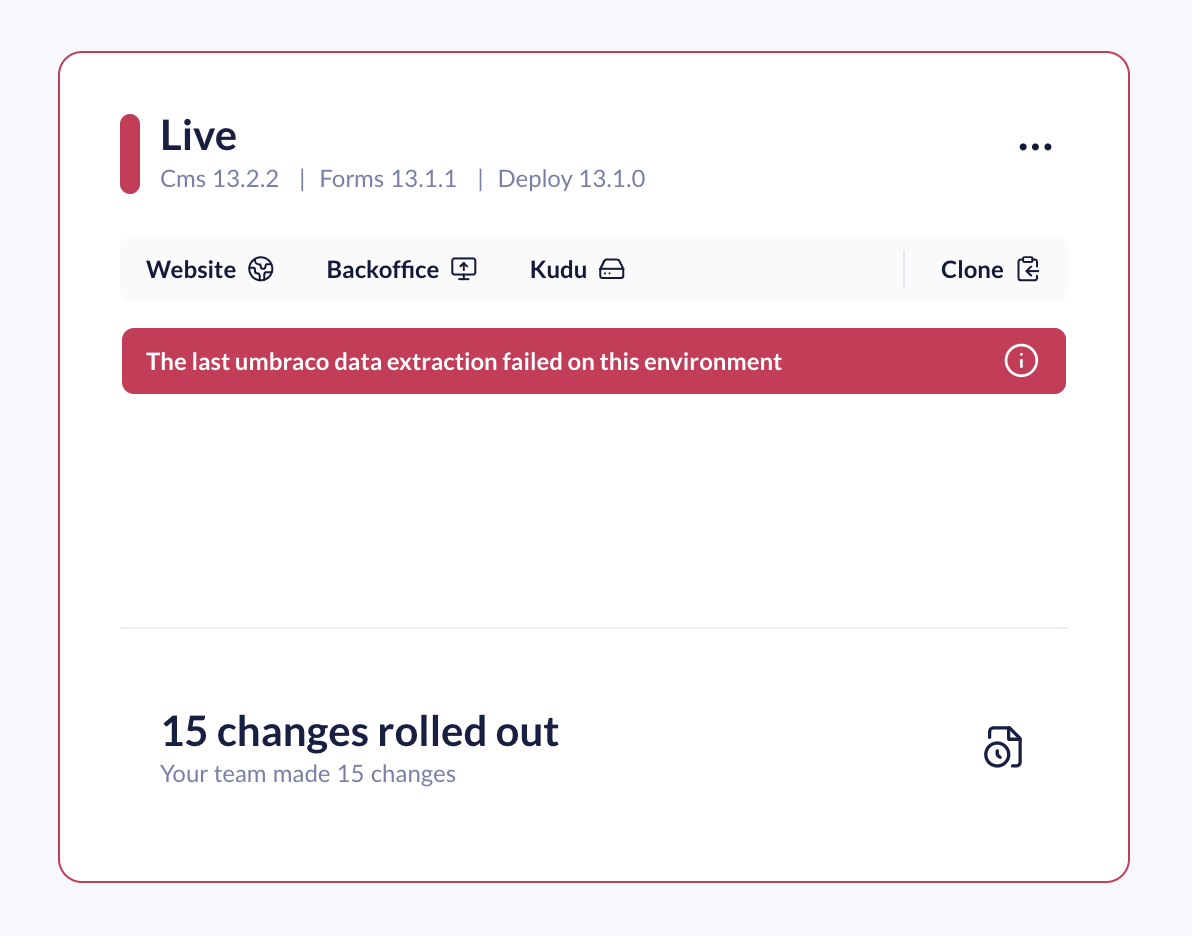 Live
Cms 13.2.2 | Forms 13.1.1 | Deploy 13.1.0
Website Backoffice Kudu Clone
The last umbraco data extraction failed on this environment
15 changes rolled out
Your team made 15 changes